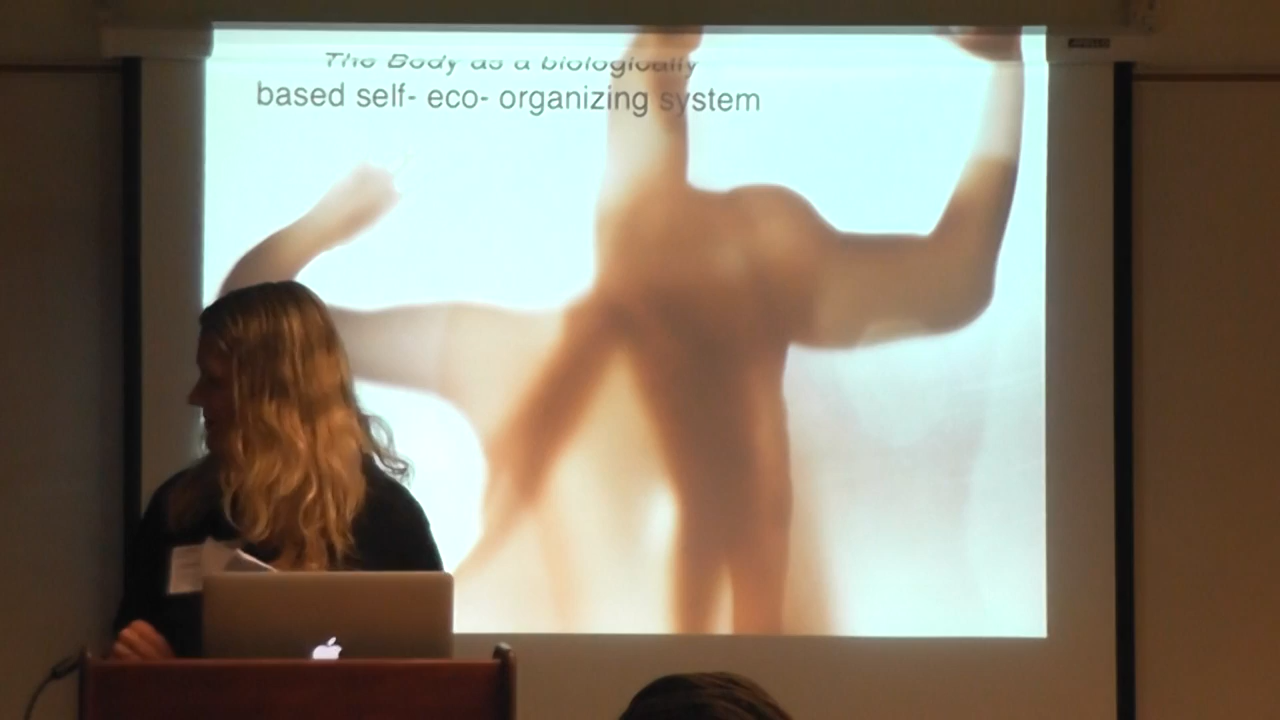 The Body as a biologically
based self- eco- organizing system